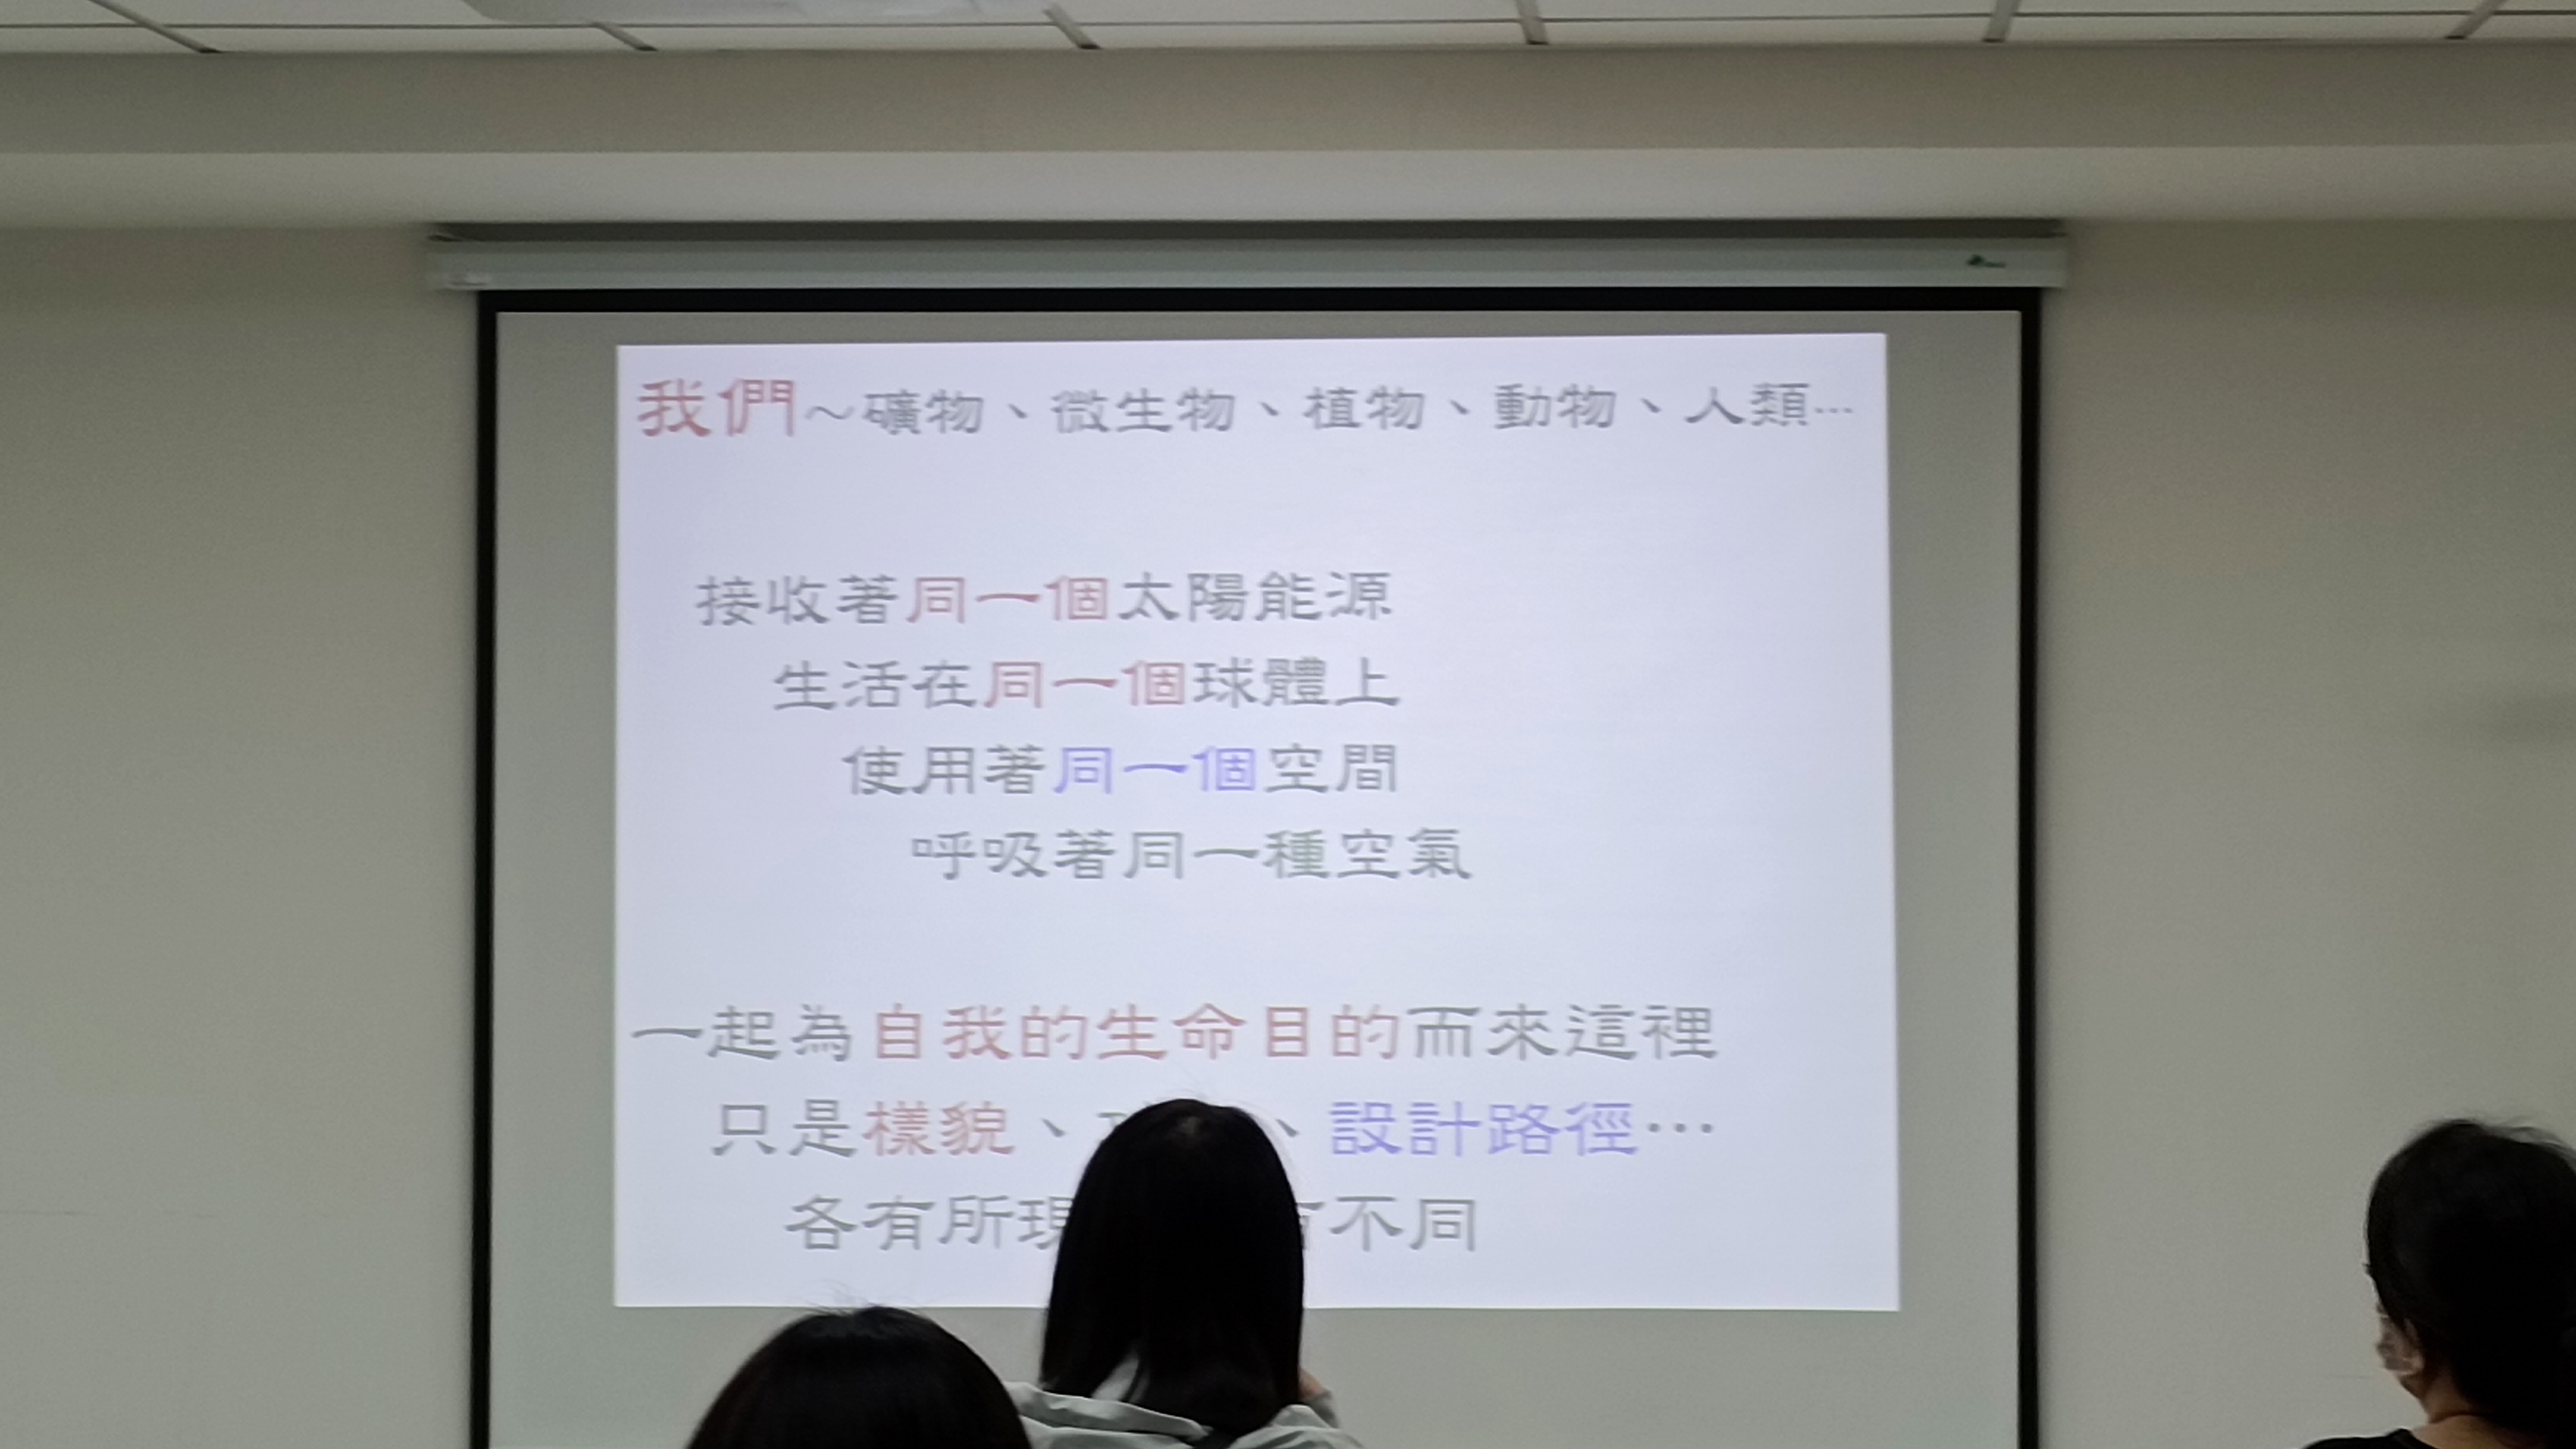 我們～礦物、微生物、植物、動物、人類…
接收著同一個太陽能源
生活在同一個球體上
使用著同一個空間
呼吸著同一種空氣
一起為自我的生命目的而來這裡
只是樣貌、、設計路徑…
各有所現不同